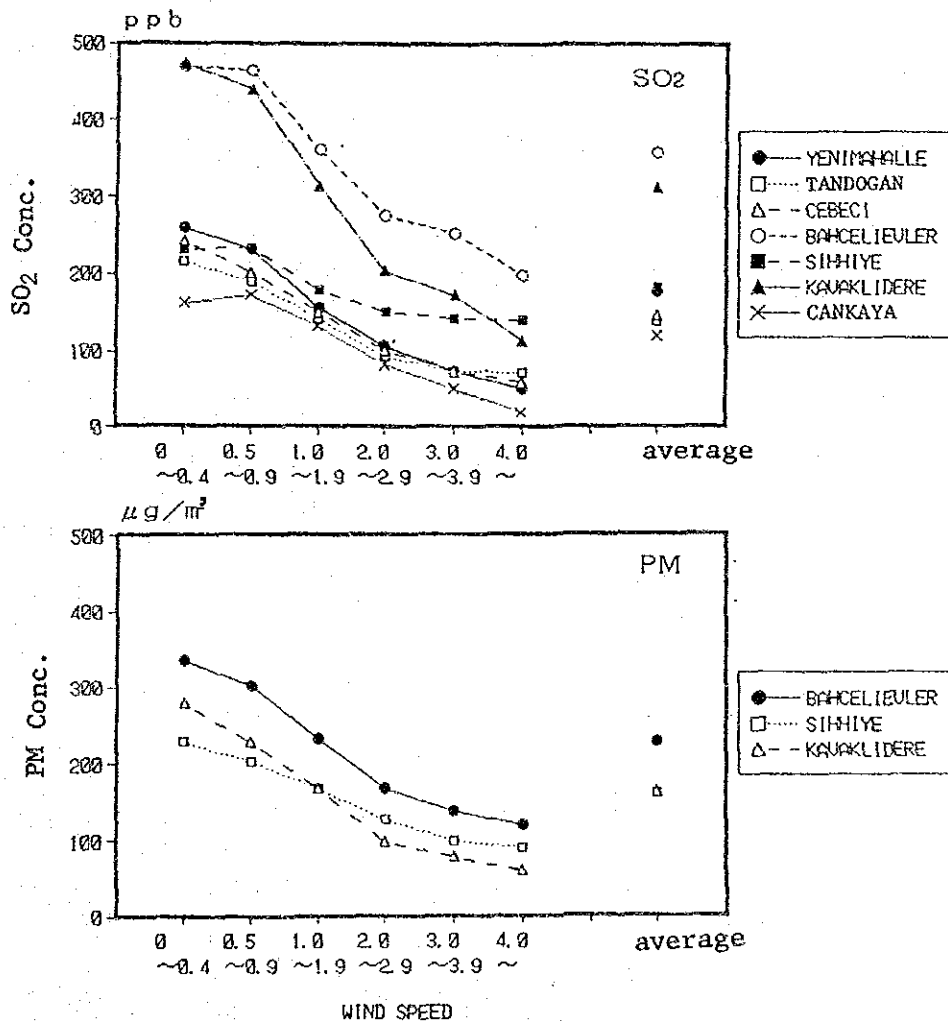 ppb
SO₂ Conc.
500
400
300
200
100
0
SO₂
YENIMAHALLE
TANDOGAN
CEBECI
BAHCELIEULER
SIHHIYE
KAVAKLIDERE
CANKAYA
0 0.5 1.0 2.0 3.0 4.0 average
~0.4 ~0.9 ~1.9 ~2.9 ~3.9 ~
μg/m³
PM Conc.
500
400
300
200
100
0
PM
BAHCELIEULER
SIHHIYE
KAVAKLIDERE
0 0.5 1.0 2.0 3.0 4.0 average
~0.4 ~0.9 ~1.9 ~2.9 ~3.9 ~
WIND SPEED